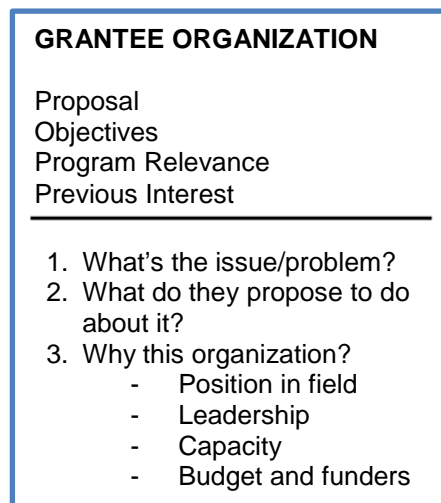 GRANTEE ORGANIZATION
Proposal
Objectives
Program Relevance
Previous Interest
1. What’s the issue/problem?
2. What do they propose to do
about it?
3. Why this organization?
- Position in field
- Leadership
- Capacity
- Budget and funders